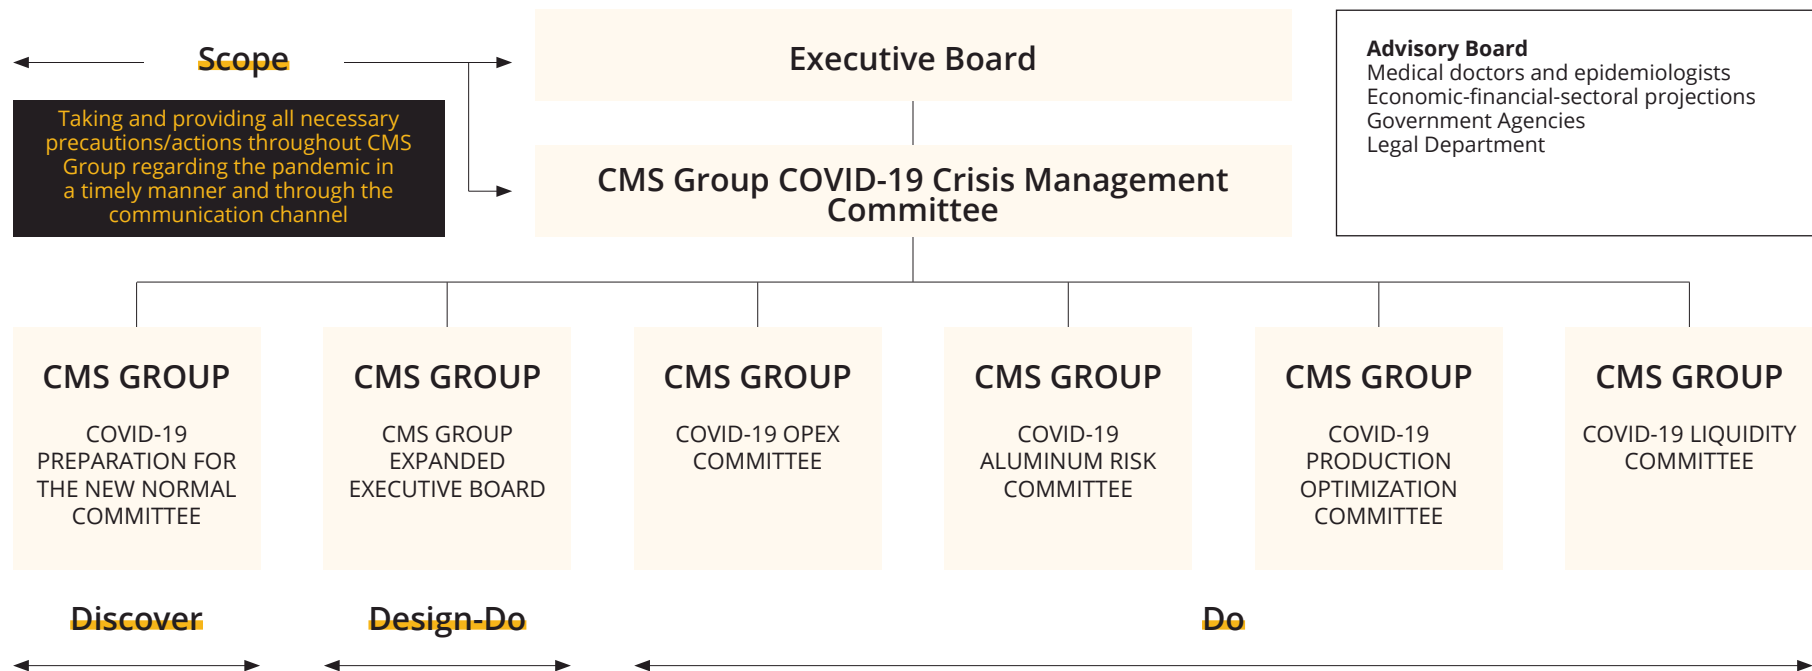 Scope
Taking and providing all necessary
precautions/actions throughout CMS
Group regarding the pandemic in
a timely manner and through the
communication channel
Executive Board
CMS Group COVID-19 Crisis Management
Committee
Advisory Board
Medical doctors and epidemiologists
Economic-financial-sectoral projections
Government Agencies
Legal Department
CMS GROUP
COVID-19
PREPARATION FOR
THE NEW NORMAL
COMMITTEE
CMS GROUP
CMS GROUP
EXPANDED
EXECUTIVE BOARD
CMS GROUP
COVID-19 OPEX
COMMITTEE
CMS GROUP
COVID-19
ALUMINUM RISK
COMMITTEE
CMS GROUP
COVID-19
PRODUCTION
OPTIMIZATION
COMMITTEE
CMS GROUP
COVID-19 LIQUIDITY
COMMITTEE
Discover
Design-Do
Do